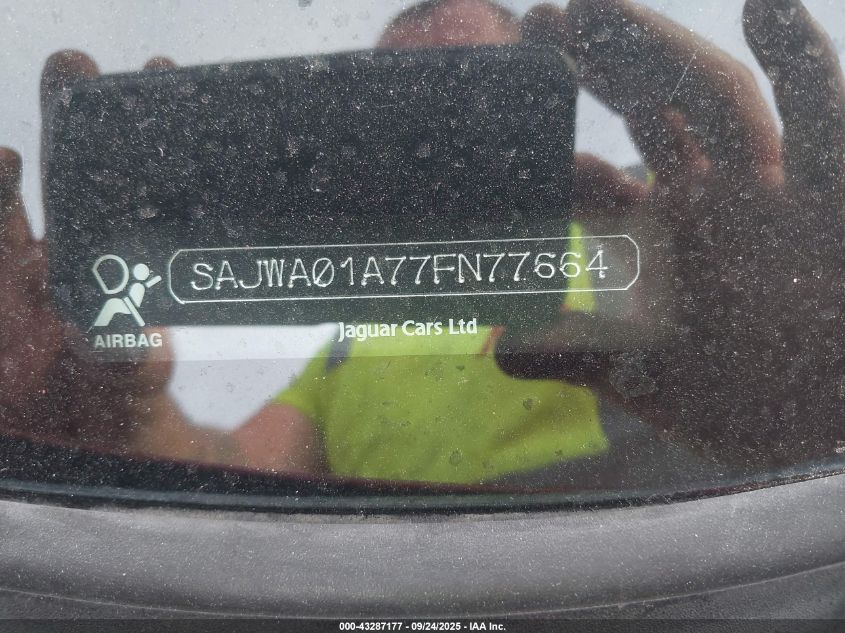 SAJWA01A77FN77664
AIRBAG
Jaguar Cars Ltd
000-43287177 - 09/24/2025 - IAA Inc.